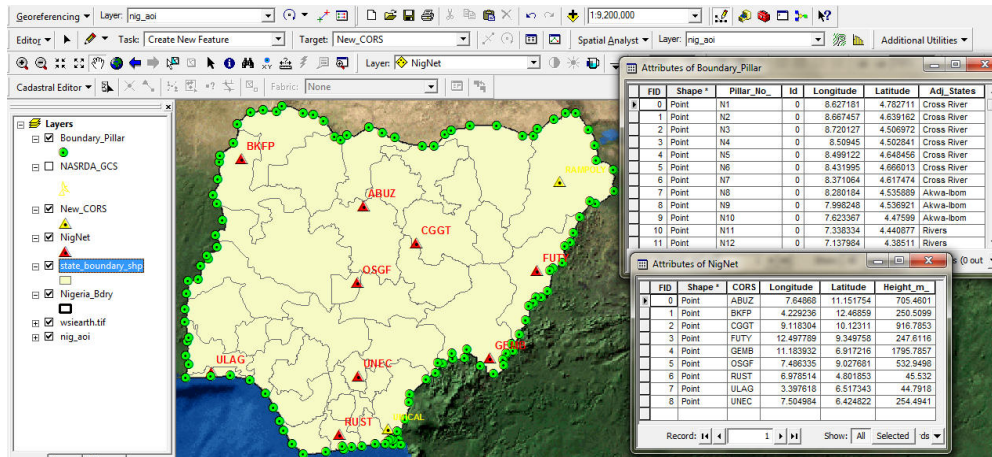 Georeferencing Layer: nig_aoi 1:9,200,000
Editor Task: Create New Feature Target: New_CORS Spatial Analyst Layer: nig_aoi Additional Utilities
Layer: NigNet
Cadastral Editor Fabric: None
Layers
Boundary_Pillar
NASRDA_GCS
New_CORS
NigNet
state_boundary_shp
Nigeria_Bdry
wsiearth.tif
nig_aoi
BKFP
RAMPOLY
ABUZ
CGGT
FUTY
OSGF
GEMB
ULAG
UNEC
RUST
Attributes of Boundary_Pillar
FID Shape * Pillar_No_ Id Longitude Latitude Adj_States
0 Point N1 0 8.627181 4.782711 Cross River
1 Point N2 0 8.667457 4.639162 Cross River
2 Point N3 0 8.720127 4.506972 Cross River
3 Point N4 0 8.50945 4.502841 Cross River
4 Point N5 0 8.499122 4.648456 Cross River
5 Point N6 0 8.431995 4.666013 Cross River
6 Point N7 0 8.371064 4.617474 Cross River
7 Point N8 0 8.280184 4.535889 Akwa-Ibom
8 Point N9 0 7.998248 4.536921 Akwa-Ibom
9 Point N10 0 7.623367 4.47599 Akwa-Ibom
10 Point N11 0 7.338334 4.440877 Rivers
11 Point N12 0 7.137984 4.38511 Rivers
(0 out
Attributes of NigNet
FID Shape * CORS Longitude Latitude Height_m_
0 Point ABUZ 7.64868 11.151754 705.4601
1 Point BKFP 4.229236 12.46859 250.5099
2 Point CGGT 9.118304 10.12311 916.7853
3 Point FUTY 12.497789 9.349758 247.6116
4 Point GEMB 11.183932 6.917216 1795.7857
5 Point OSGF 7.486335 9.027681 532.9498
6 Point RUST 6.978514 4.801853 45.532
7 Point ULAG 3.397618 6.517343 44.7918
8 Point UNEC 7.504984 6.424822 254.4941
Record: 1 Show: All Selected ds